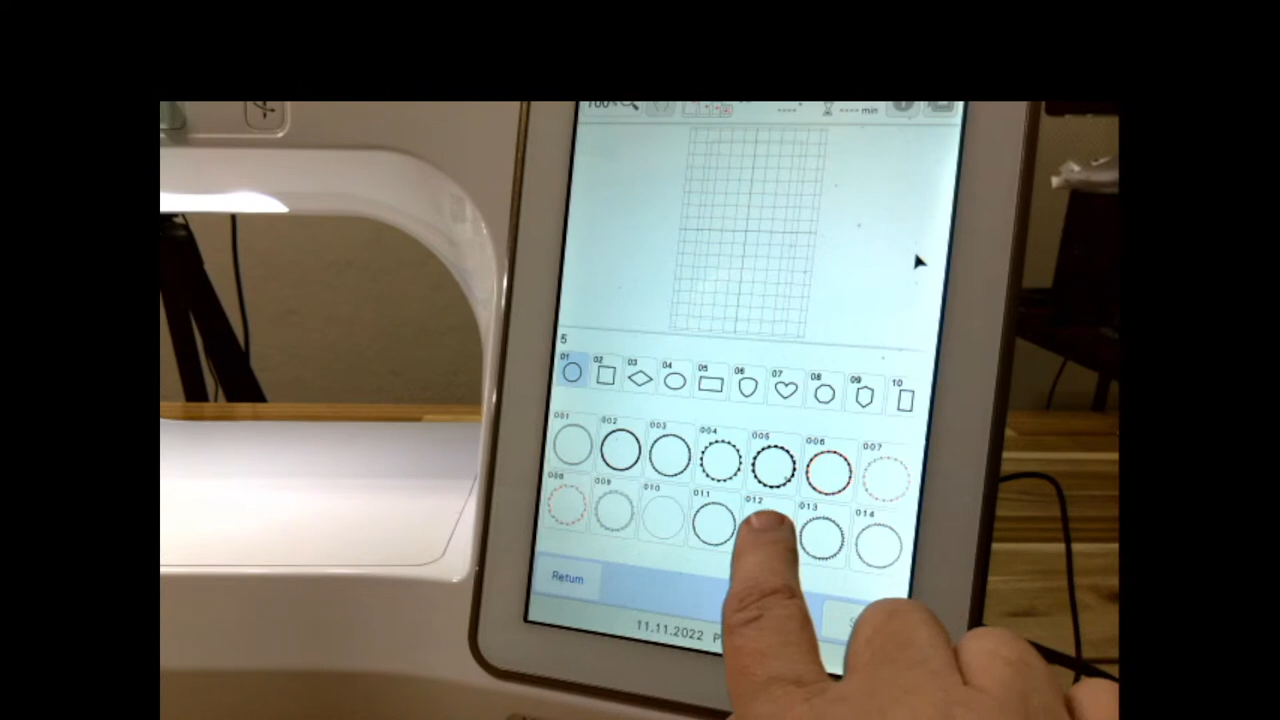 100%
min
5
01 02 03 04 05 06 07 08 09 10
001 002 003 004 005 006 007
008 009 010 011 012 013 014
Return
11.11.2022 P